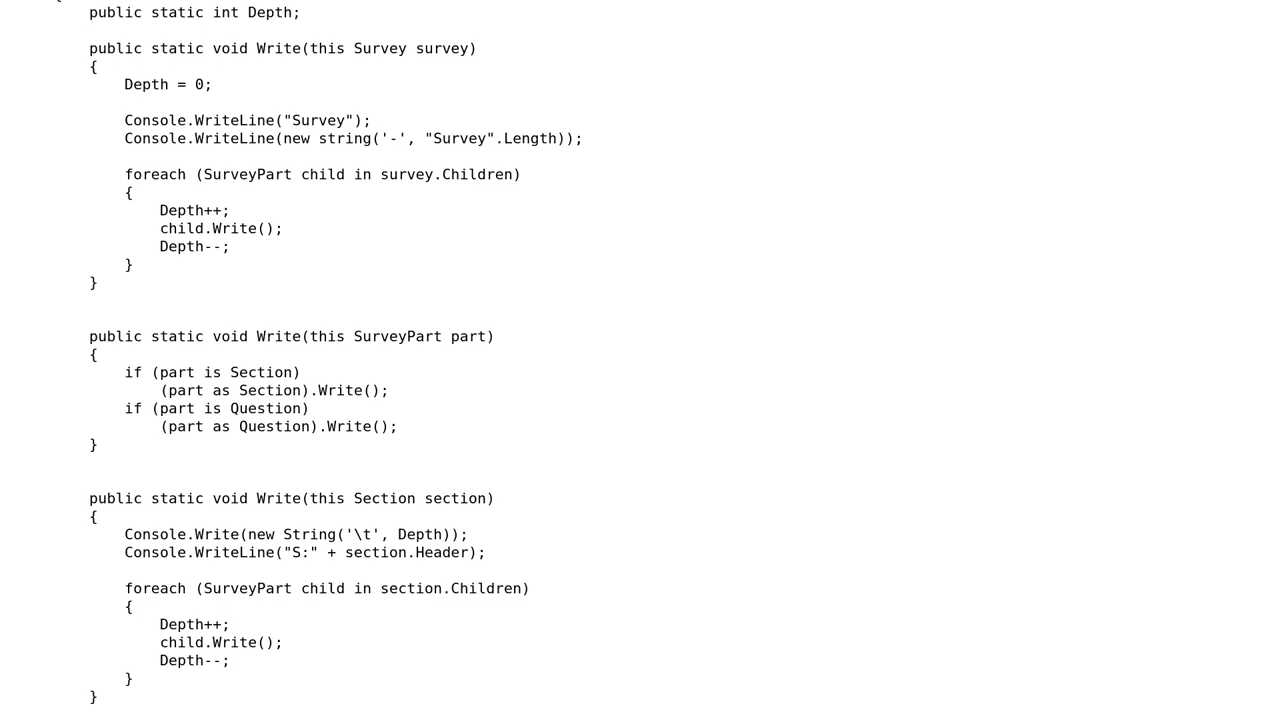 {
public static int Depth;
public static void Write(this Survey survey)
{
Depth = 0;
Console.WriteLine("Survey");
Console.WriteLine(new string('-', "Survey".Length));
foreach (SurveyPart child in survey.Children)
{
Depth++;
child.Write();
Depth--;
}
}
public static void Write(this SurveyPart part)
{
if (part is Section)
(part as Section).Write();
if (part is Question)
(part as Question).Write();
}
public static void Write(this Section section)
{
Console.Write(new String('\t', Depth));
Console.WriteLine("S:" + section.Header);
foreach (SurveyPart child in section.Children)
{
Depth++;
child.Write();
Depth--;
}
}